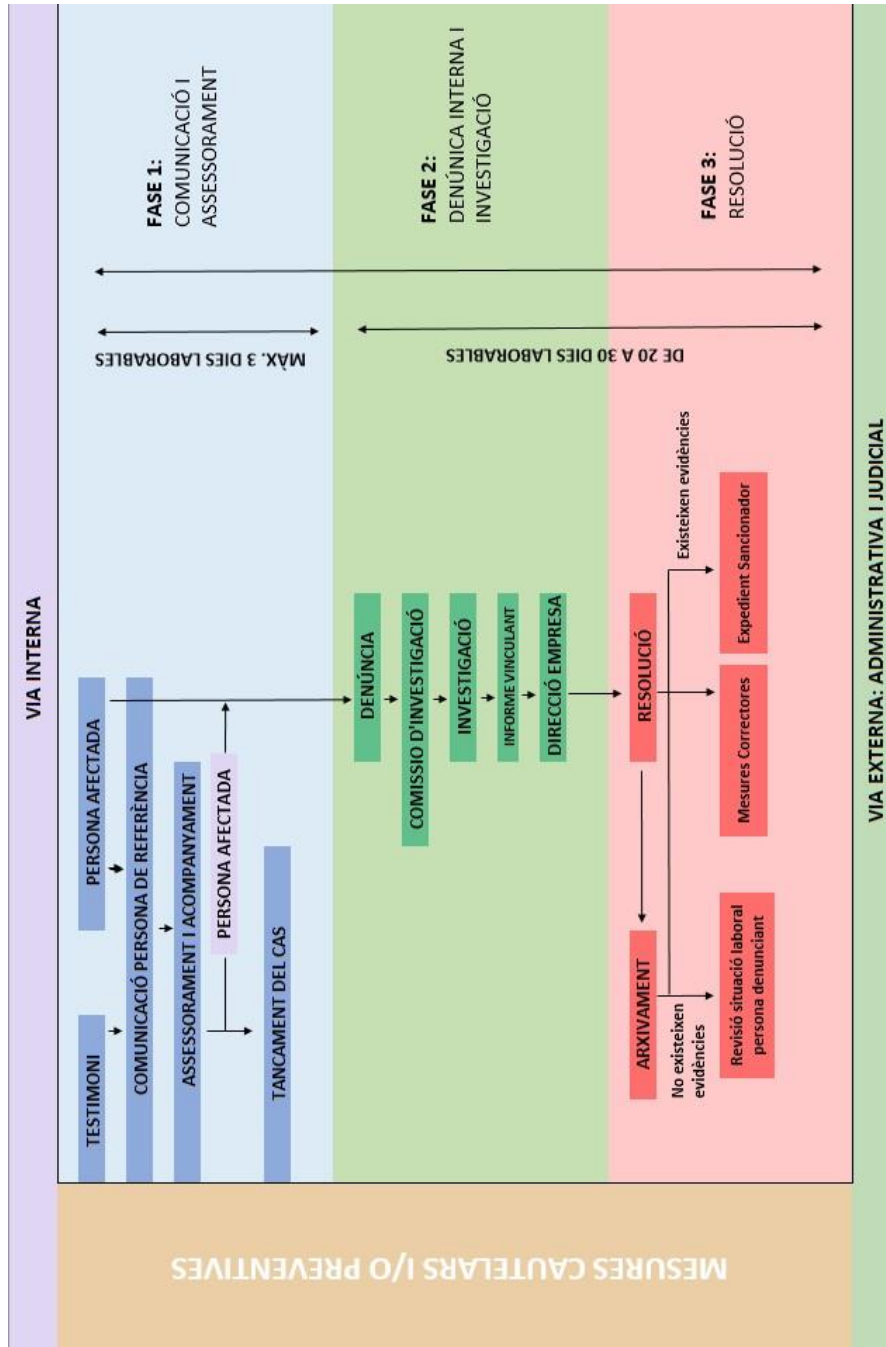 VIA INTERNA
MESURES CAUTELARS I/O PREVENTIVES
TESTIMONI
PERSONA AFECTADA
COMUNICACIÓ PERSONA DE REFERÈNCIA
ASSESSORAMENT I ACOMPANYAMENT
PERSONA AFECTADA
TANCAMENT DEL CAS
MÀX. 3 DIES LABORABLES
FASE 1:
COMUNICACIÓ I
ASSESSORAMENT
DENÚNCIA
COMISSIO D'INVESTIGACIÓ
INVESTIGACIÓ
INFORME VINCULANT
DIRECCIÓ EMPRESA
DE 20 A 30 DIES LABORABLES
FASE 2:
DENÚNICA INTERNA I
INVESTIGACIÓ
ARXIVAMENT
RESOLUCIÓ
No existeixen
evidències
Existeixen evidències
Revisió situació laboral
persona denunciant
Mesures Correctores
Expedient Sancionador
FASE 3:
RESOLUCIÓ
VIA EXTERNA: ADMINISTRATIVA I JUDICIAL